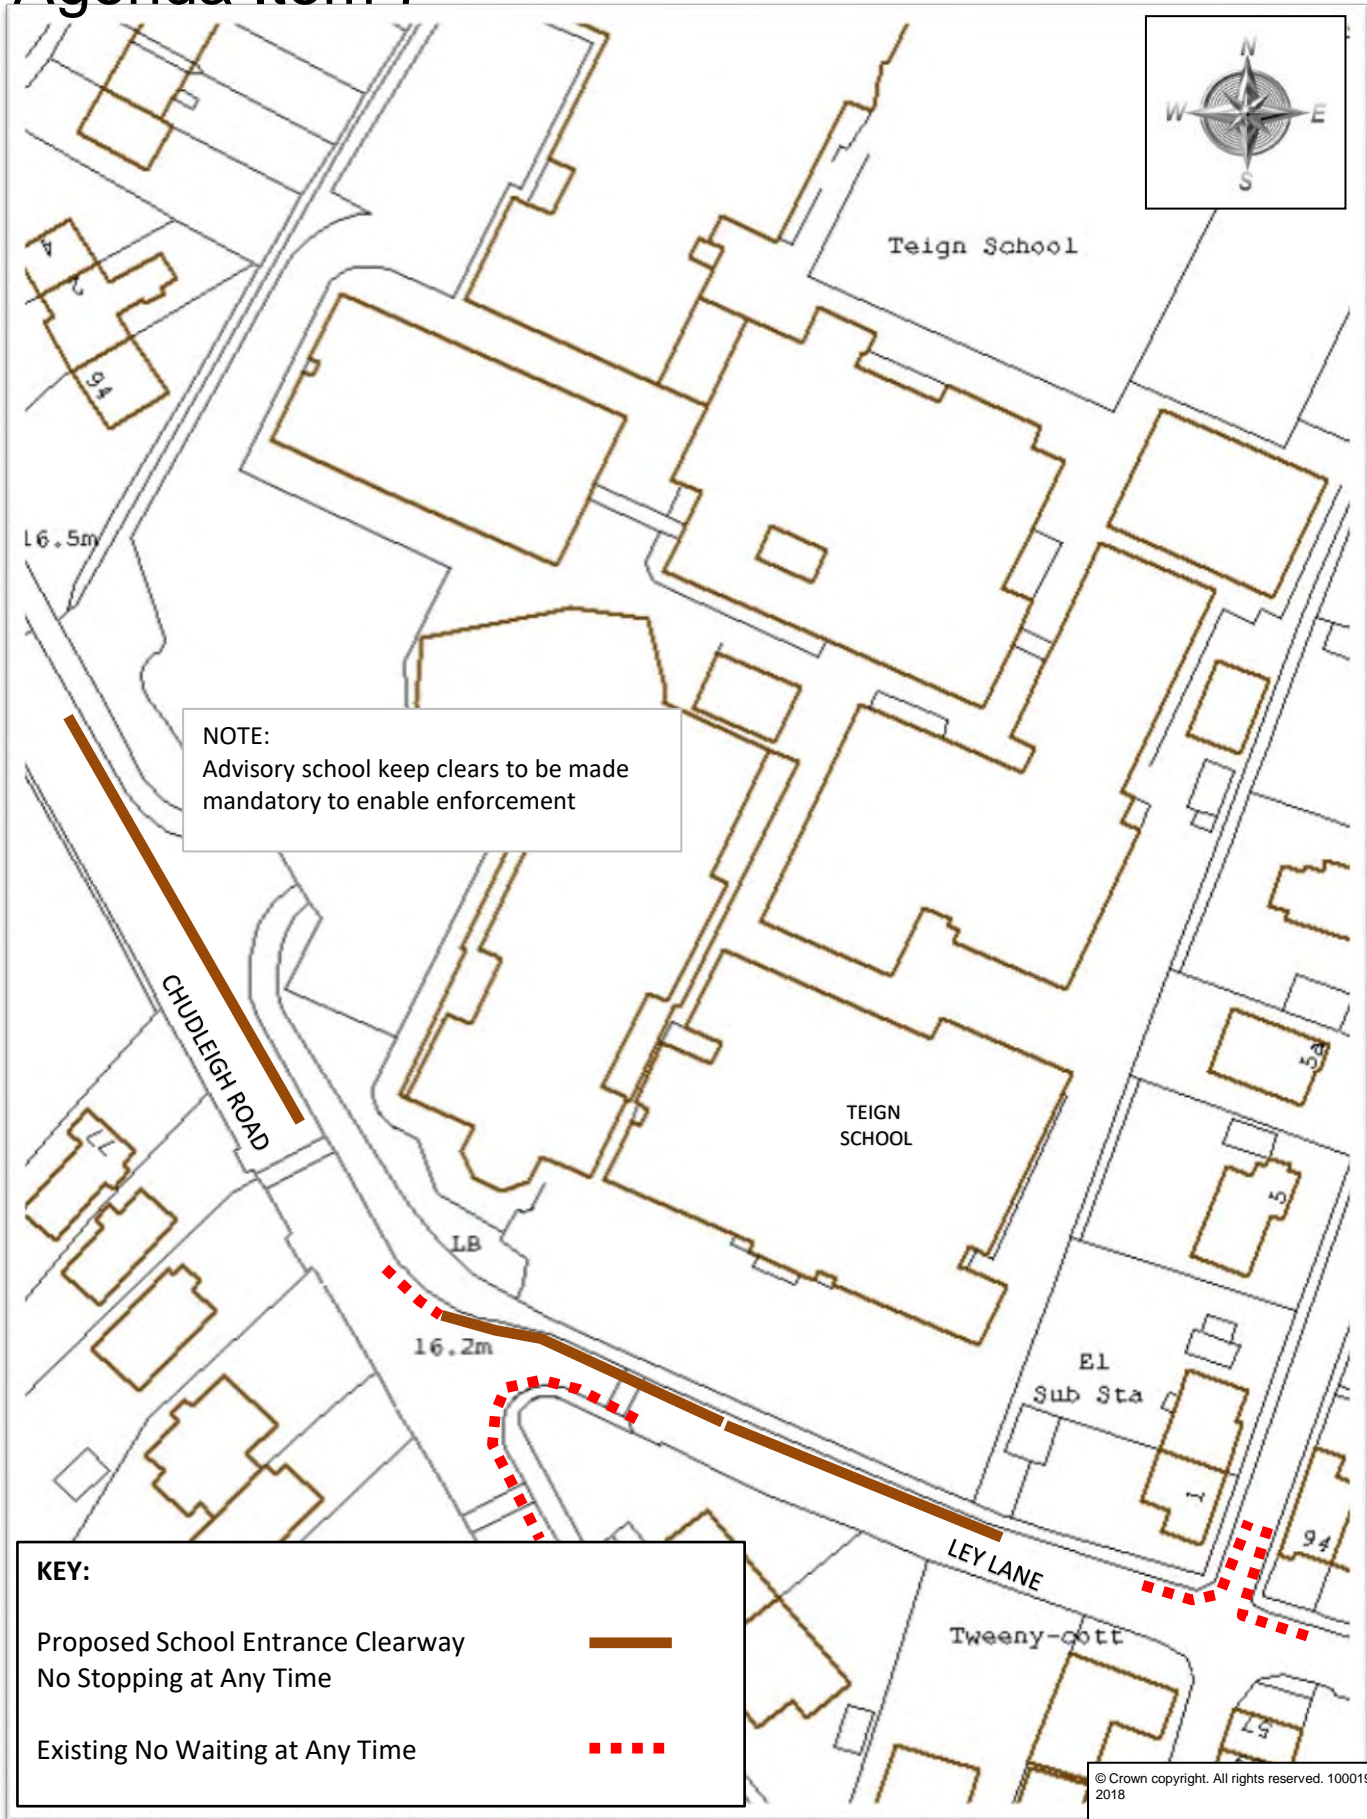 N
W E
S
Teign School
4
2
94
16.5m
NOTE:
Advisory school keep clears to be made
mandatory to enable enforcement
CHUDLEIGH ROAD
5a
TEIGN
SCHOOL
77
5
LB
16.2m
El
Sub Sta
1
94
LEY LANE
KEY:
Proposed School Entrance Clearway
No Stopping at Any Time
Existing No Waiting at Any Time
Tweeny-cott
57
© Crown copyright. All rights reserved.
2018